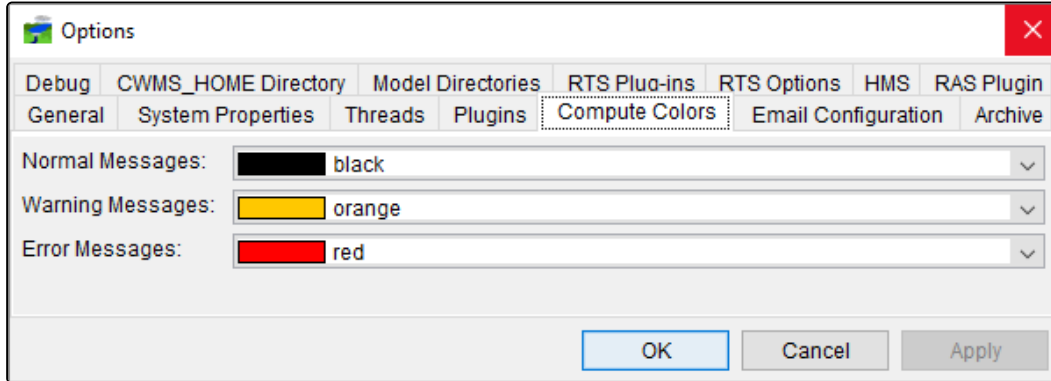 Options
Debug CWMS_HOME Directory Model Directories RTS Plug-ins RTS Options HMS RAS Plugin
General System Properties Threads Plugins Compute Colors Email Configuration Archive
Normal Messages: black
Warning Messages: orange
Error Messages: red
OK Cancel Apply